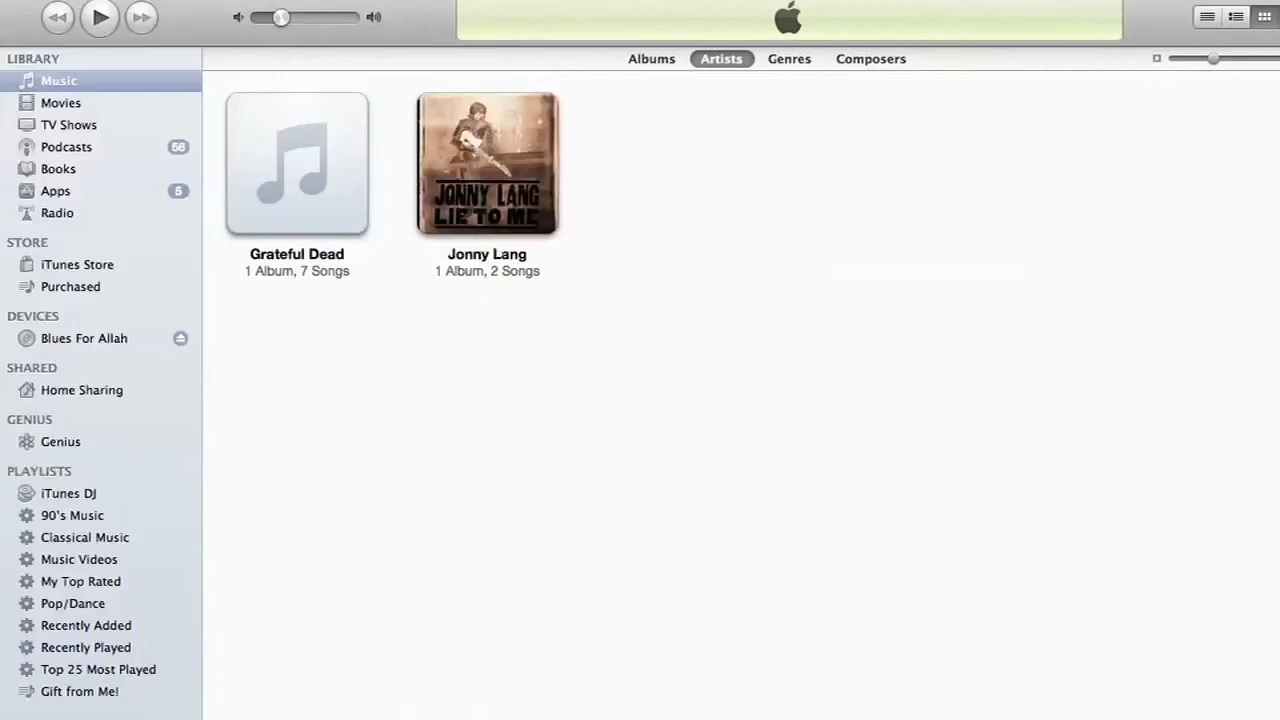 LIBRARY
Music
Movies
TV Shows
Podcasts 56
Books
Apps 5
Radio
STORE
iTunes Store
Purchased
DEVICES
Blues For Allah
SHARED
Home Sharing
GENIUS
Genius
PLAYLISTS
iTunes DJ
90's Music
Classical Music
Music Videos
My Top Rated
Pop/Dance
Recently Added
Recently Played
Top 25 Most Played
Gift from Me!
Albums Artists Genres Composers
Grateful Dead
1 Album, 7 Songs
JONNY LANG
LIE TO ME
Jonny Lang
1 Album, 2 Songs